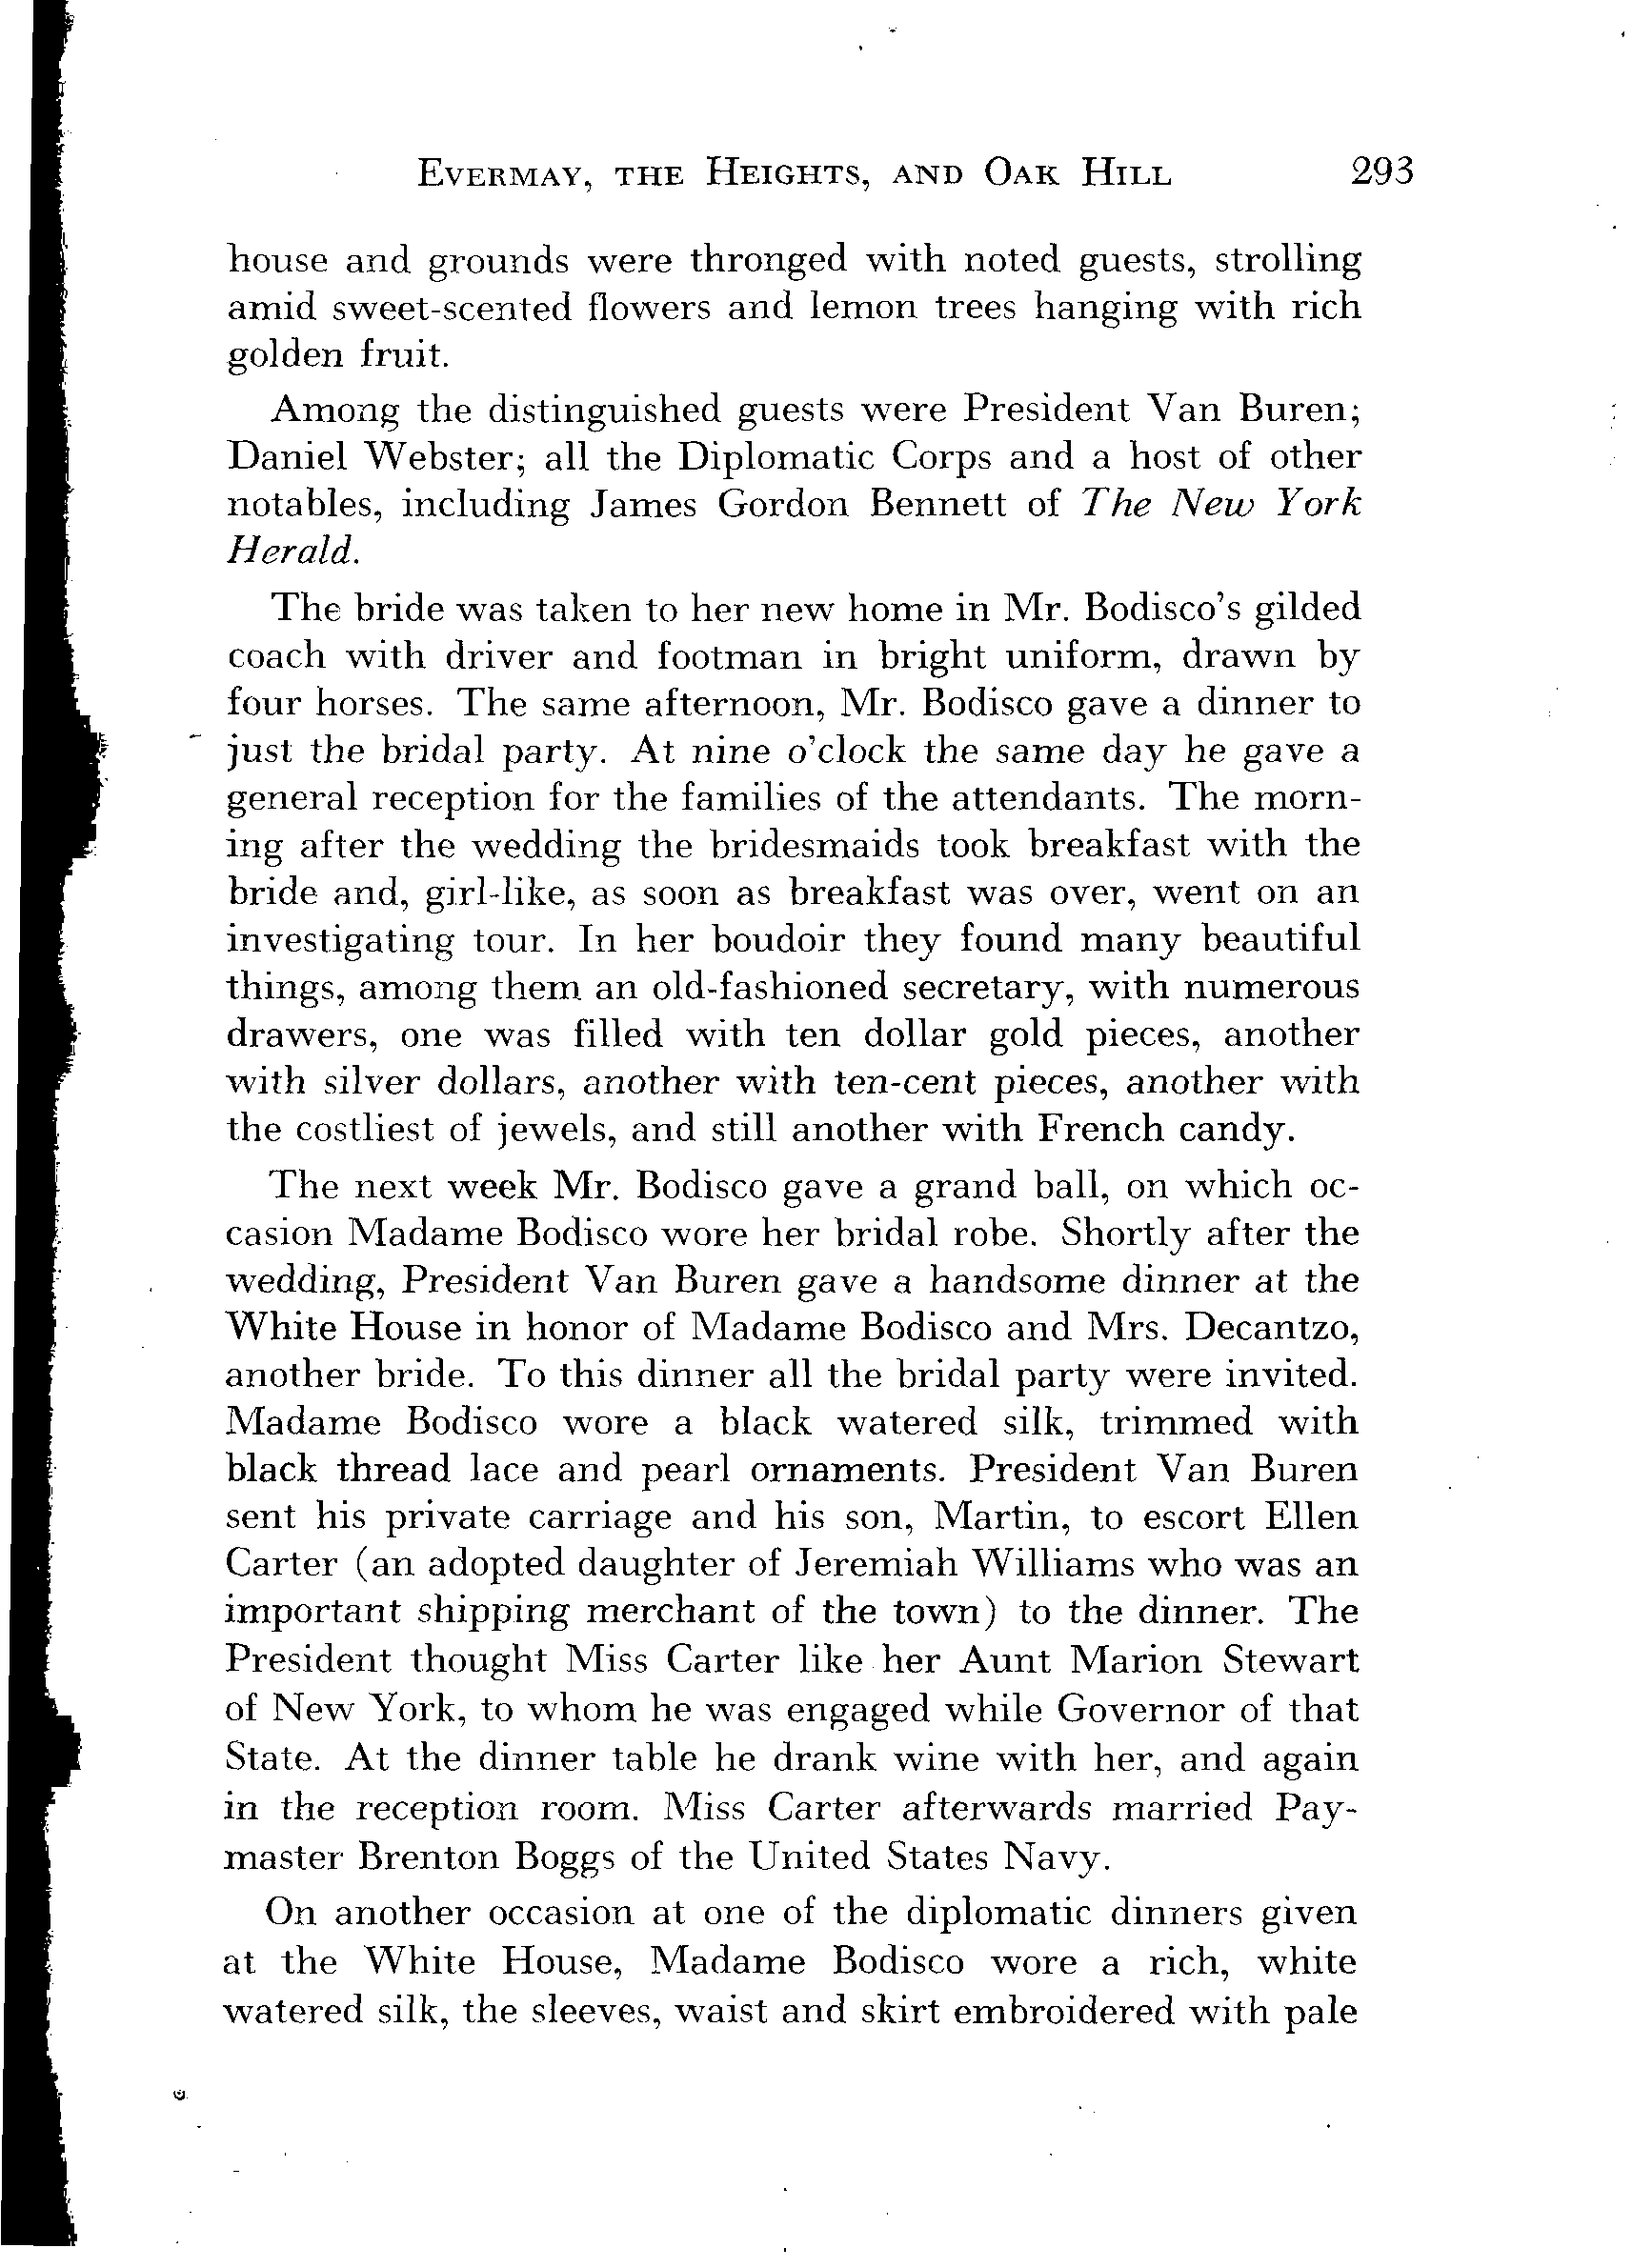 Evermay, the Heights, and Oak Hill 293
house and grounds were thronged with noted guests, strolling
amid sweet-scented flowers and lemon trees hanging with rich
golden fruit.
Among the distinguished guests were President Van Buren;
Daniel Webster; all the Diplomatic Corps and a host of other
notables, including James Gordon Bennett of The New York
Herald.
The bride was taken to her new home in Mr. Bodisco's gilded
coach with driver and footman in bright uniform, drawn by
four horses. The same afternoon, Mr. Bodisco gave a dinner to
just the bridal party. At nine o'clock the same day he gave a
general reception for the families of the attendants. The morn-
ing after the wedding the bridesmaids took breakfast with the
bride and, girl-like, as soon as breakfast was over, went on an
investigating tour. In her boudoir they found many beautiful
things, among them an old-fashioned secretary, with numerous
drawers, one was filled with ten dollar gold pieces, another
with silver dollars, another with ten-cent pieces, another with
the costliest of jewels, and still another with French candy.
The next week Mr. Bodisco gave a grand ball, on which oc-
casion Madame Bodisco wore her bridal robe. Shortly after the
wedding, President Van Buren gave a handsome dinner at the
White House in honor of Madame Bodisco and Mrs. Decantzo,
another bride. To this dinner all the bridal party were invited.
Madame Bodisco wore a black watered silk, trimmed with
black thread lace and pearl ornaments. President Van Buren
sent his private carriage and his son, Martin, to escort Ellen
Carter (an adopted daughter of Jeremiah Williams who was an
important shipping merchant of the town) to the dinner. The
President thought Miss Carter like her Aunt Marion Stewart
of New York, to whom he was engaged while Governor of that
State. At the dinner table he drank wine with her, and again
in the reception room. Miss Carter afterwards married Pay-
master Brenton Boggs of the United States Navy.
On another occasion at one of the diplomatic dinners given
at the White House, Madame Bodisco wore a rich, white
watered silk, the sleeves, waist and skirt embroidered with pale